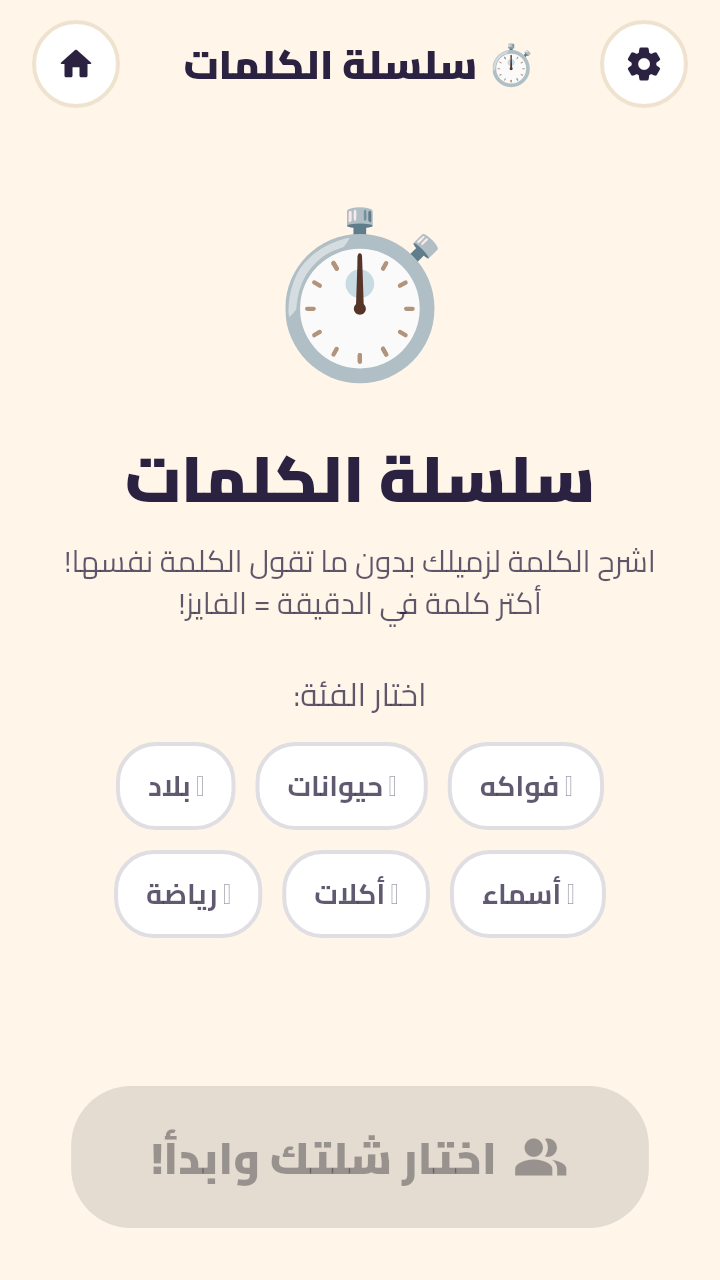 ⏱️ سلسلة الكلمات
سلسلة الكلمات
اشرح الكلمة لزميلك بدون ما تقول الكلمة نفسها!
أكتر كلمة في الدقيقة = الفايز!
اختار الفئة:
فواكه
حيوانات
بلاد
أسماء
أكلات
رياضة
اختار شلتك وابدأ!